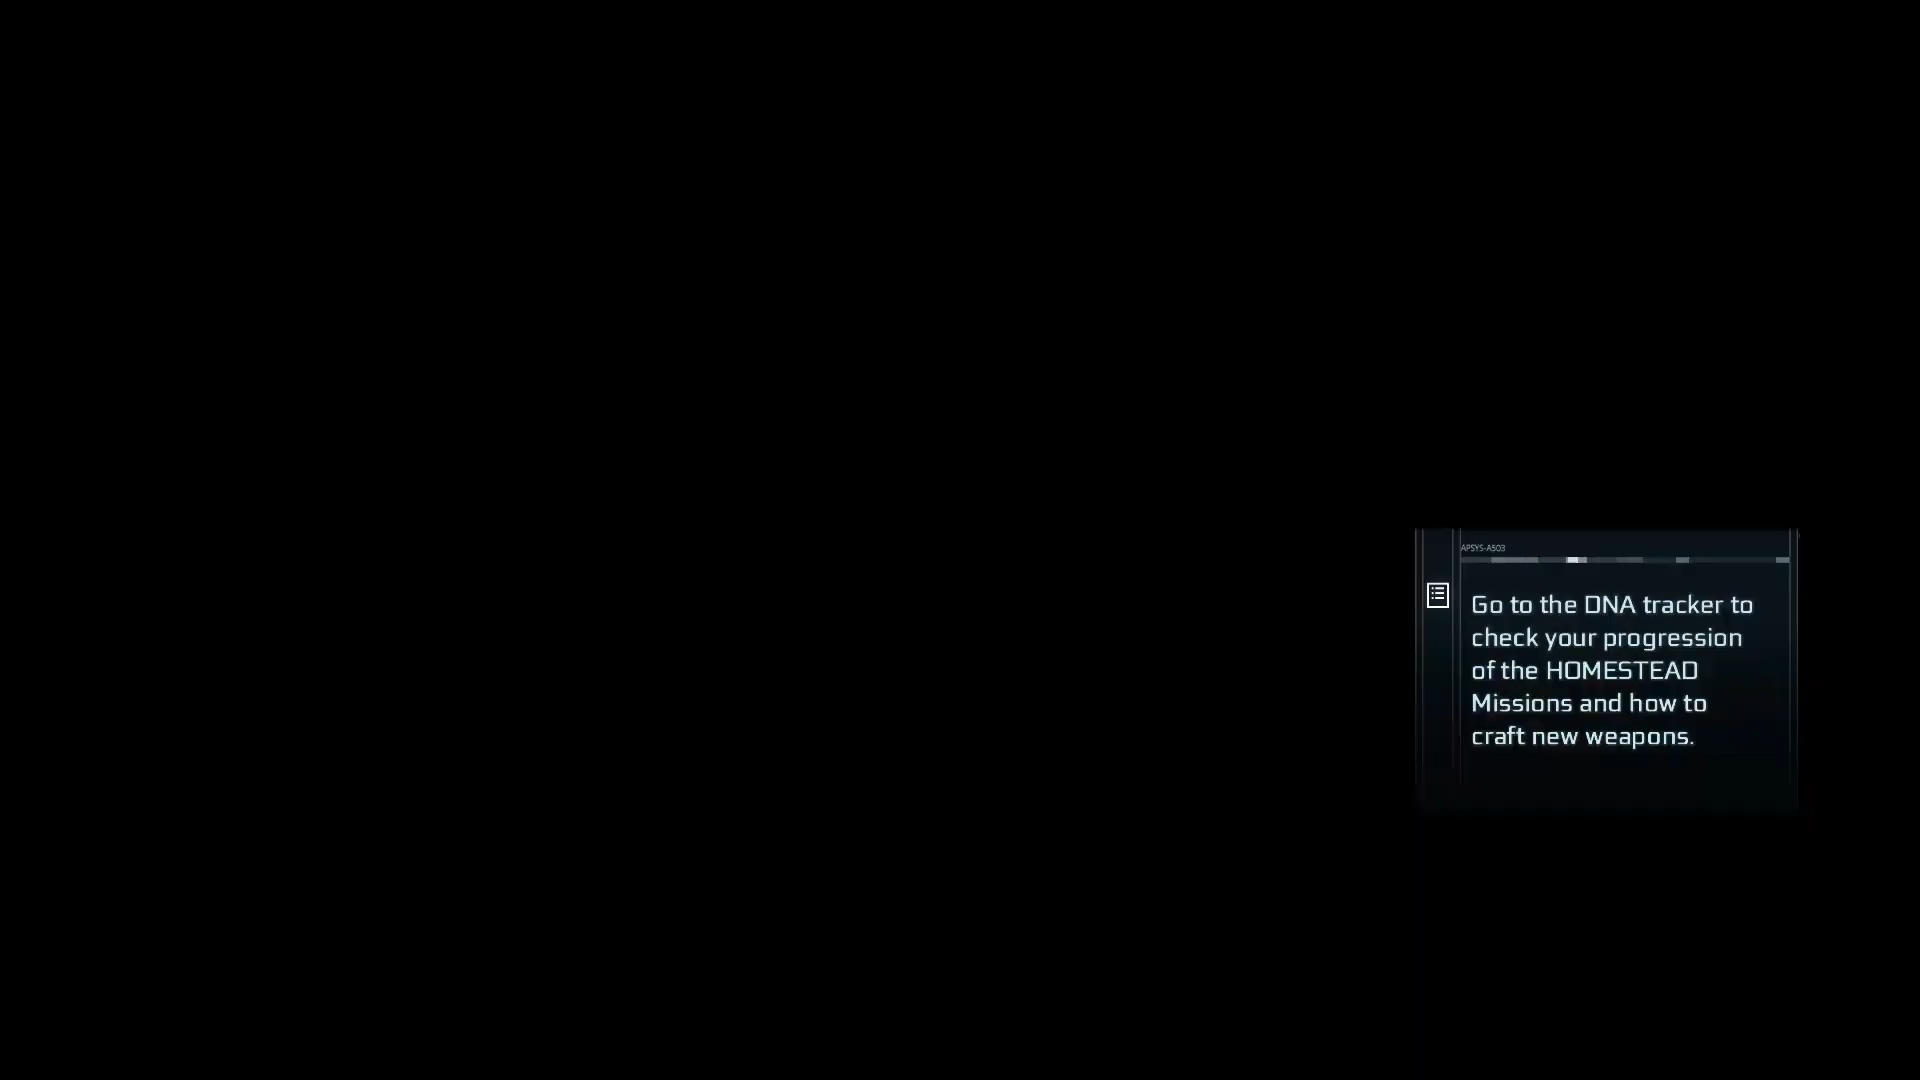 APSYS-A503
Go to the DNA tracker to
check your progression
of the HOMESTEAD
Missions and how to
craft new weapons.